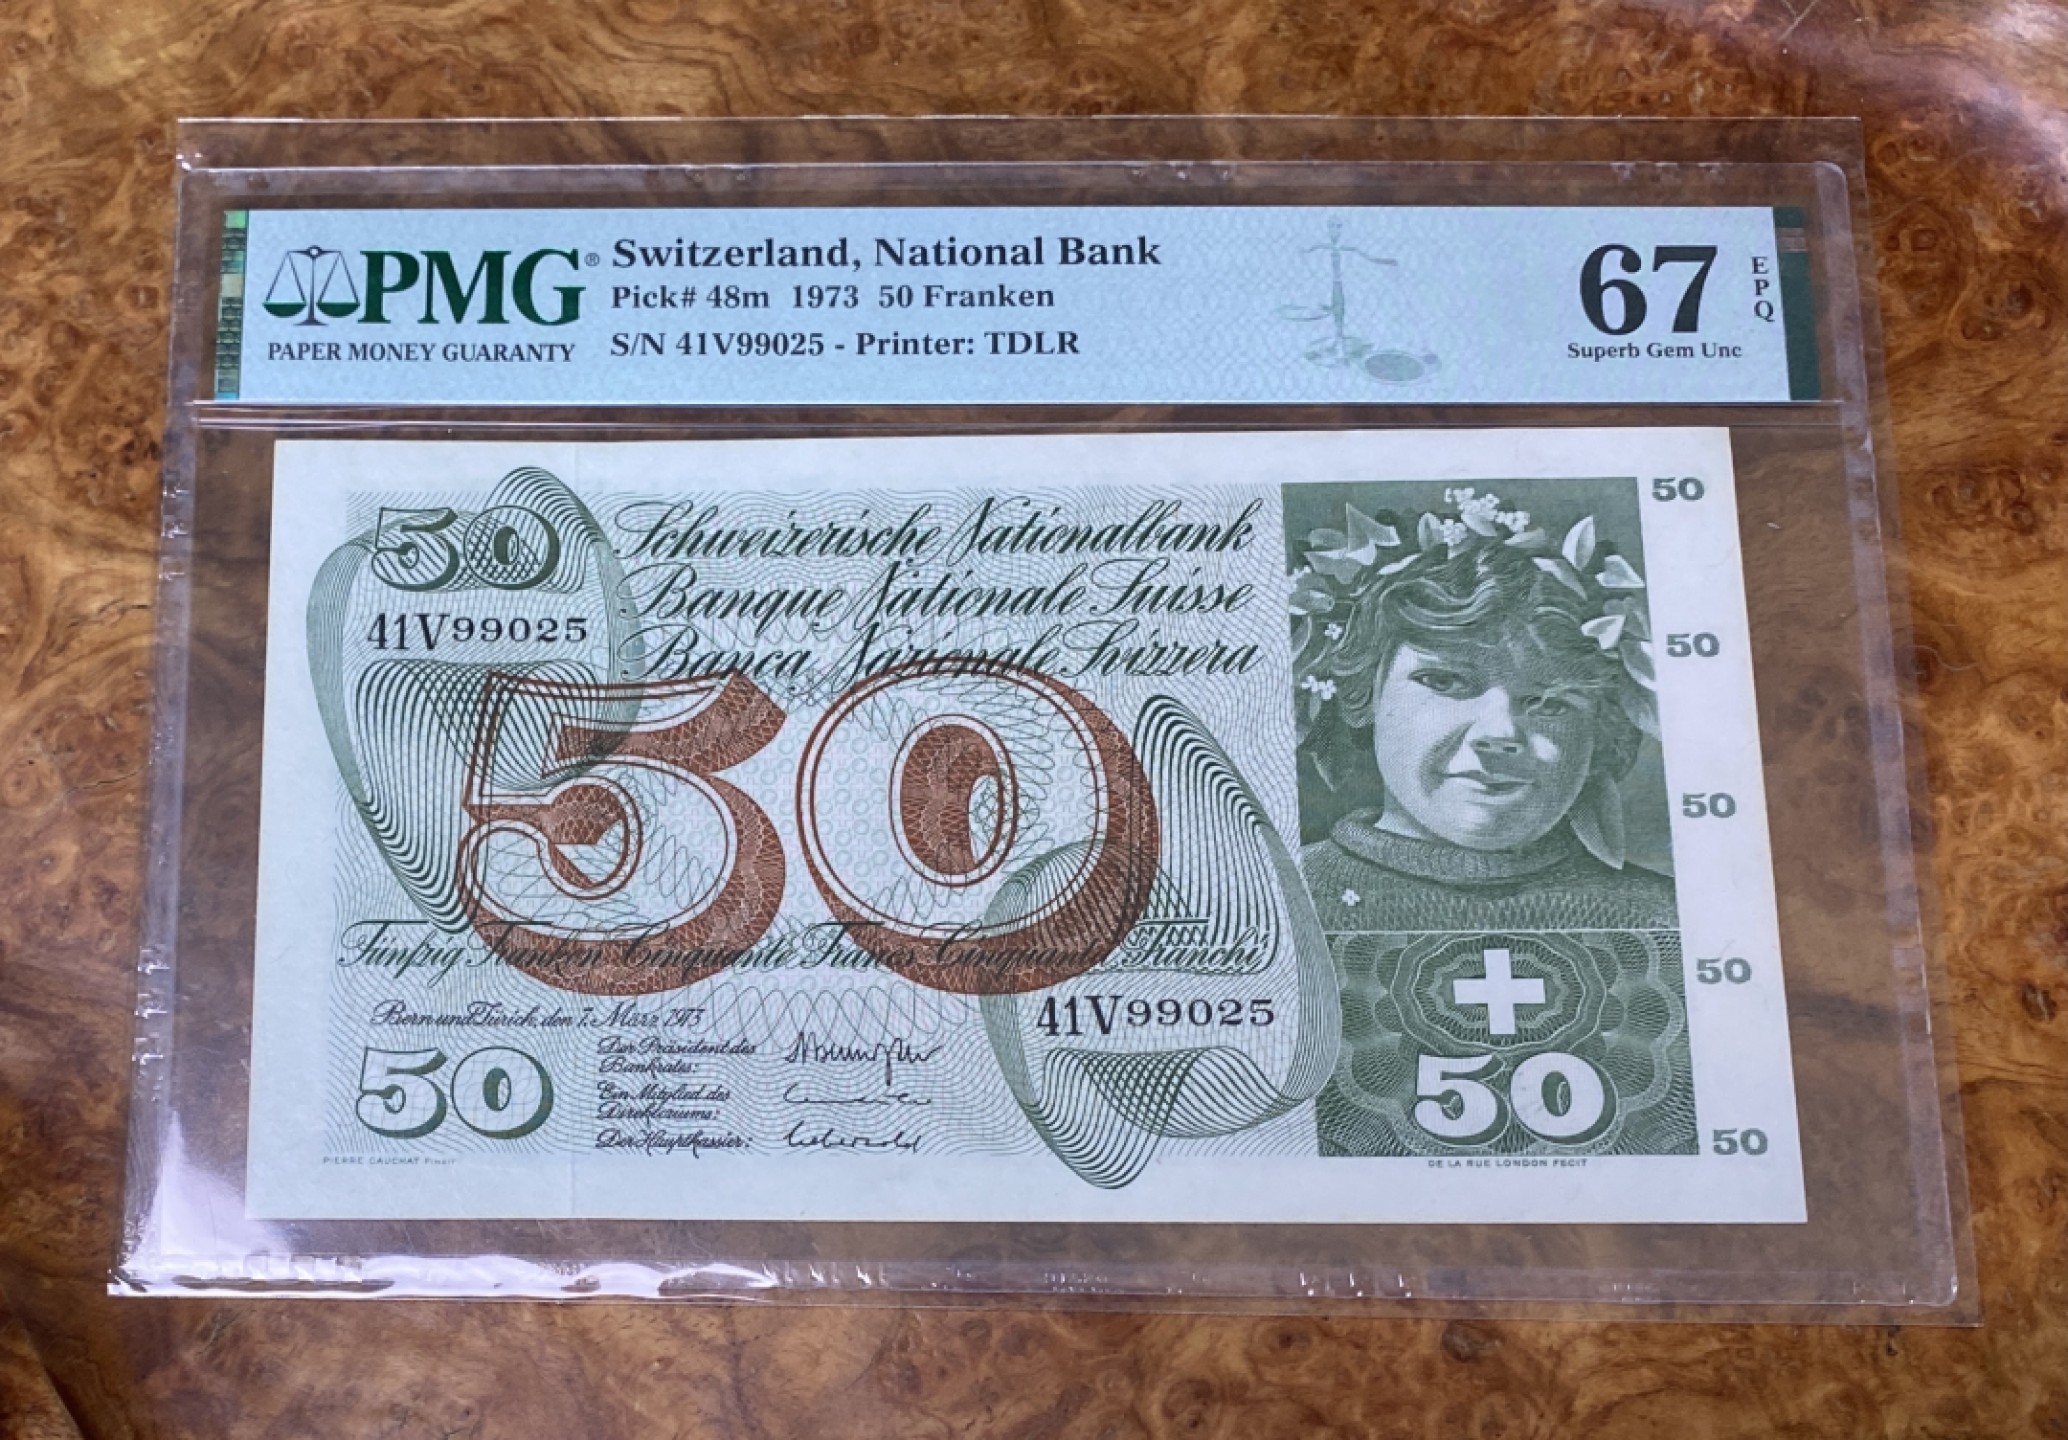 PMG®
PAPER MONEY GUARANTY
Switzerland, National Bank
Pick# 48m 1973 50 Franken
S/N 41V99025 - Printer: TDLR
67
EPQ
Superb Gem Unc
50
41V99025
Schweizerische Nationalbank
Banque Nationale Suisse
Banca Nazionale Svizzera
50
Fünfzig Franken Cinquante Francs Cinquanta Franchi
Bern und Zürich, den 7. März 1973
41V99025
Der Präsident des
Bankrates:
Ein Mitglied des
Direktoriums:
Der Hauptkassier:
50
PIERRE GAUCHAT PINXIT
50
50
50
50
50
50
DE LA RUE LONDON FECIT